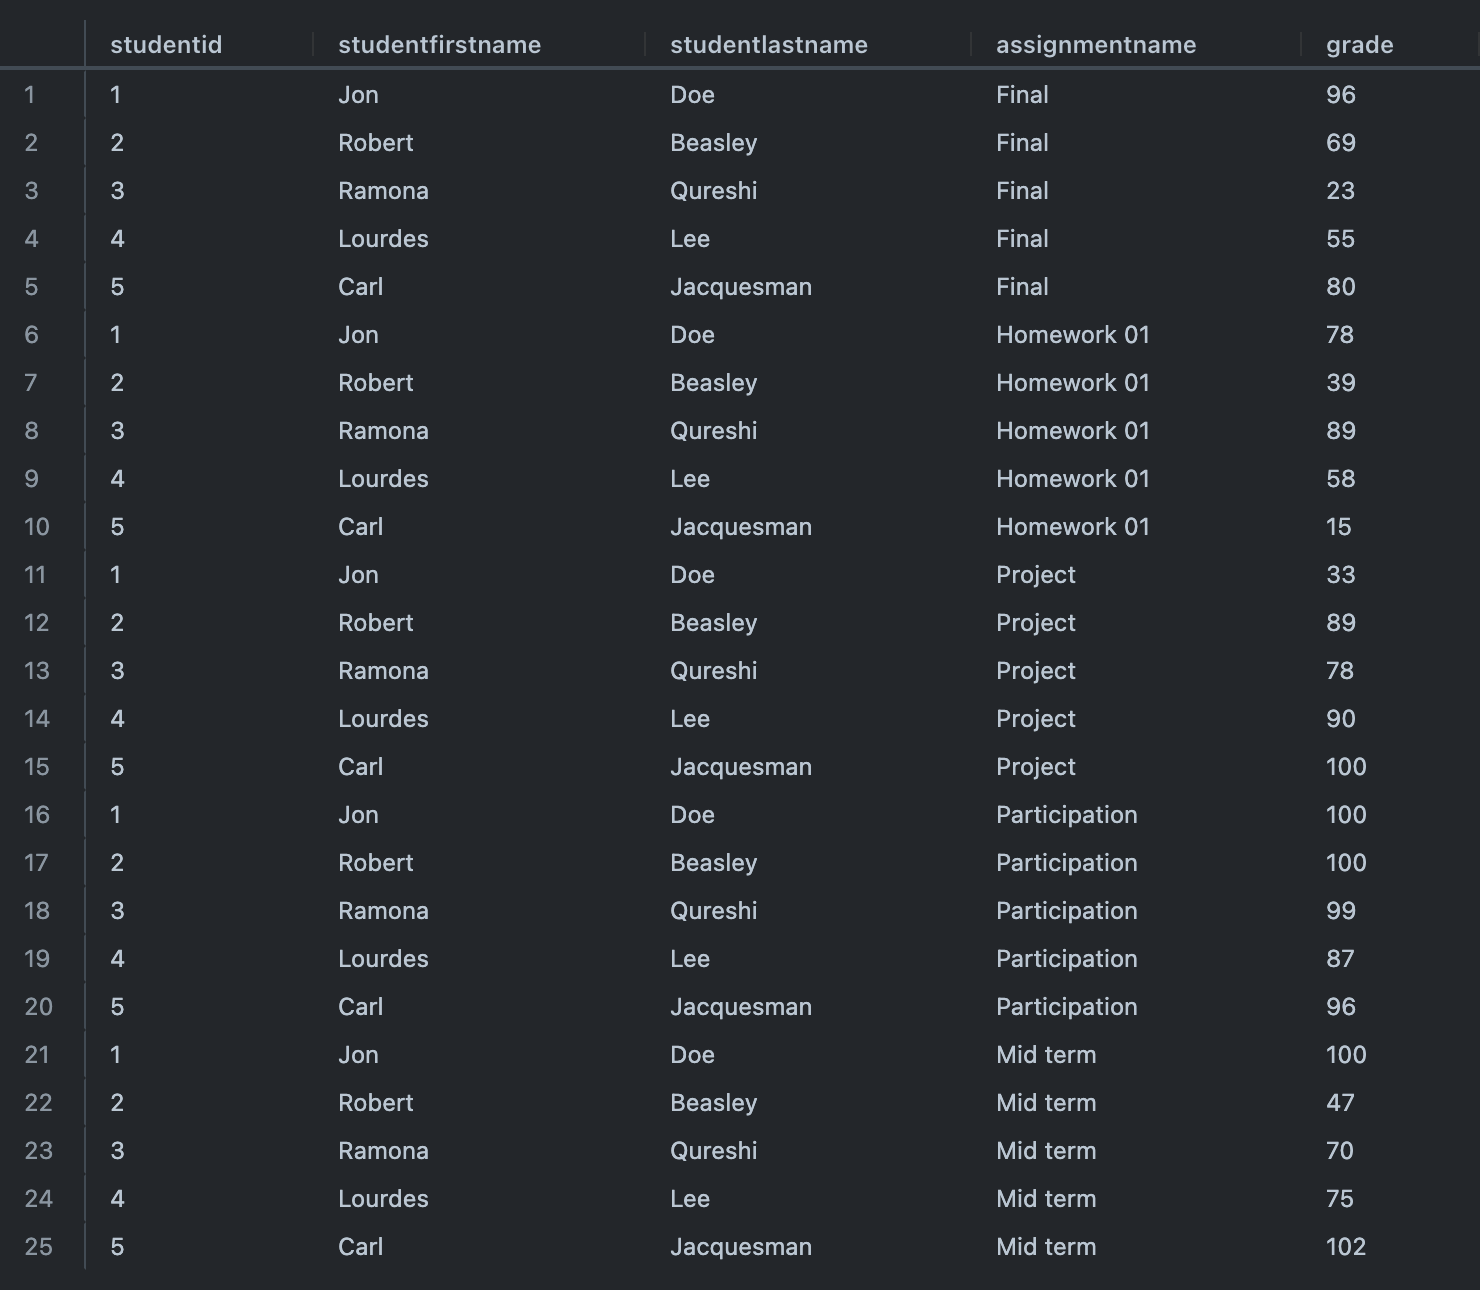 studentid studentfirstname studentlastname assignmentname grade
1 1 Jon Doe Final 96
2 2 Robert Beasley Final 69
3 3 Ramona Qureshi Final 23
4 4 Lourdes Lee Final 55
5 5 Carl Jacquesman Final 80
6 1 Jon Doe Homework 01 78
7 2 Robert Beasley Homework 01 39
8 3 Ramona Qureshi Homework 01 89
9 4 Lourdes Lee Homework 01 58
10 5 Carl Jacquesman Homework 01 15
11 1 Jon Doe Project 33
12 2 Robert Beasley Project 89
13 3 Ramona Qureshi Project 78
14 4 Lourdes Lee Project 90
15 5 Carl Jacquesman Project 100
16 1 Jon Doe Participation 100
17 2 Robert Beasley Participation 100
18 3 Ramona Qureshi Participation 99
19 4 Lourdes Lee Participation 87
20 5 Carl Jacquesman Participation 96
21 1 Jon Doe Mid term 100
22 2 Robert Beasley Mid term 47
23 3 Ramona Qureshi Mid term 70
24 4 Lourdes Lee Mid term 75
25 5 Carl Jacquesman Mid term 102